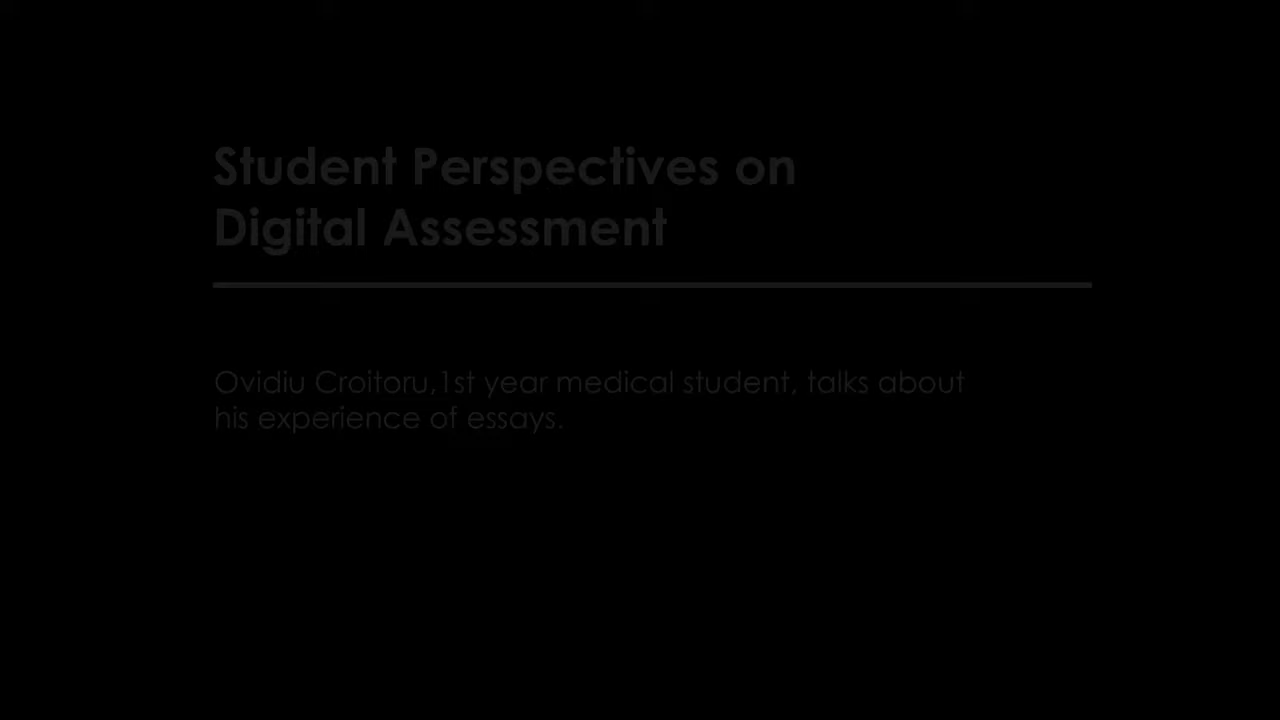 Student Perspectives on
Digital Assessment
Ovidiu Croitoru,1st year medical student, talks about
his experience of essays.